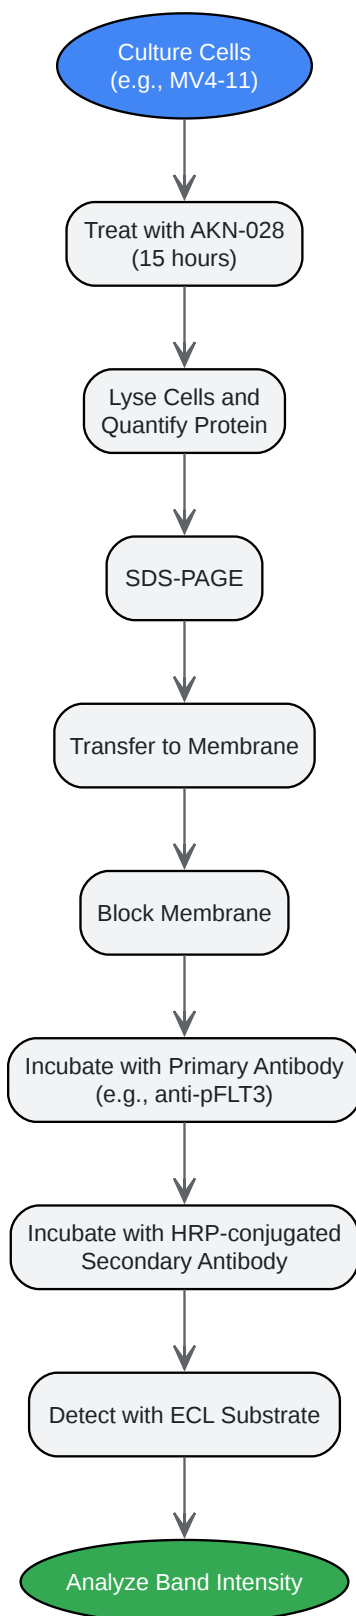 Culture Cells
(e.g., MV4-11)
Treat with AKN-028
(15 hours)
Lyse Cells and
Quantify Protein
SDS-PAGE
Transfer to Membrane
Block Membrane
Incubate with Primary Antibody
(e.g., anti-pFLT3)
Incubate with HRP-conjugated
Secondary Antibody
Detect with ECL Substrate
Analyze Band Intensity